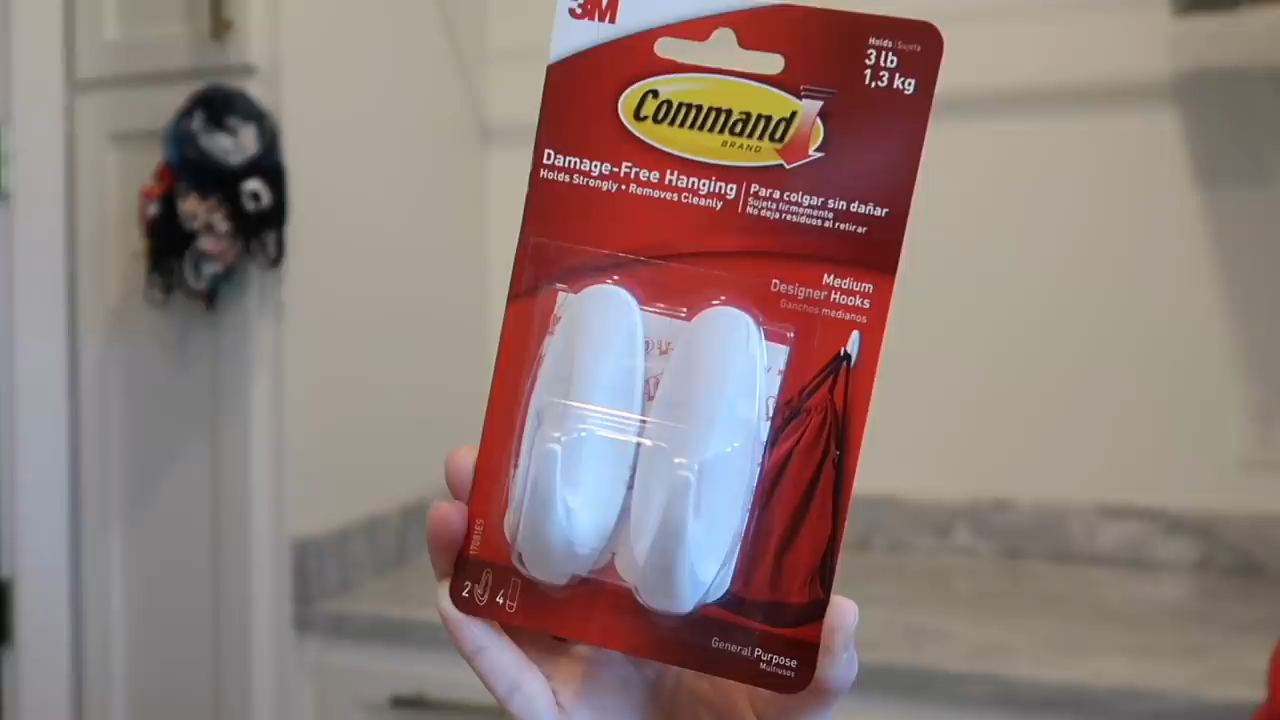 3M
Holds | Sujeta
3 lb
1,3 kg
Command
BRAND
Damage-Free Hanging
Holds Strongly • Removes Cleanly
Para colgar sin dañar
Sujeta firmemente
No deja residuos al retirar
Medium
Designer Hooks
Ganchos medianos
17081ES
2 4
General Purpose
Multiusos